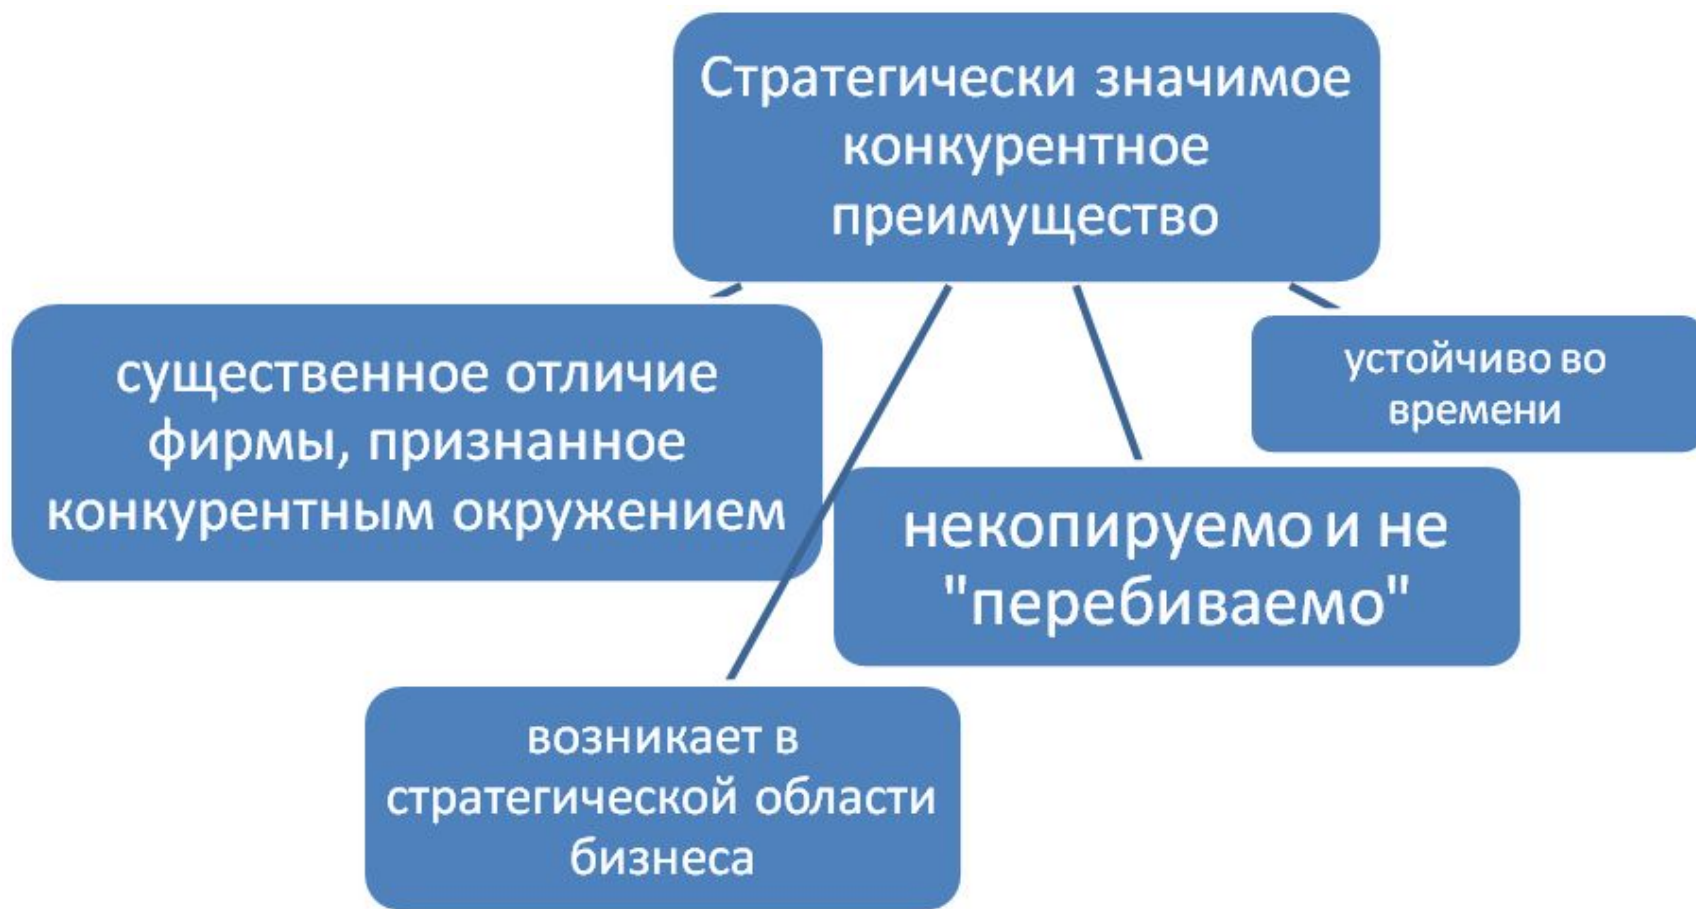 Стратегически значимое
конкурентное
преимущество
существенное отличие
фирмы, признанное
конкурентным окружением
возникает в
стратегической области
бизнеса
некопируемо и не
"перебиваемо"
устойчиво во
времени